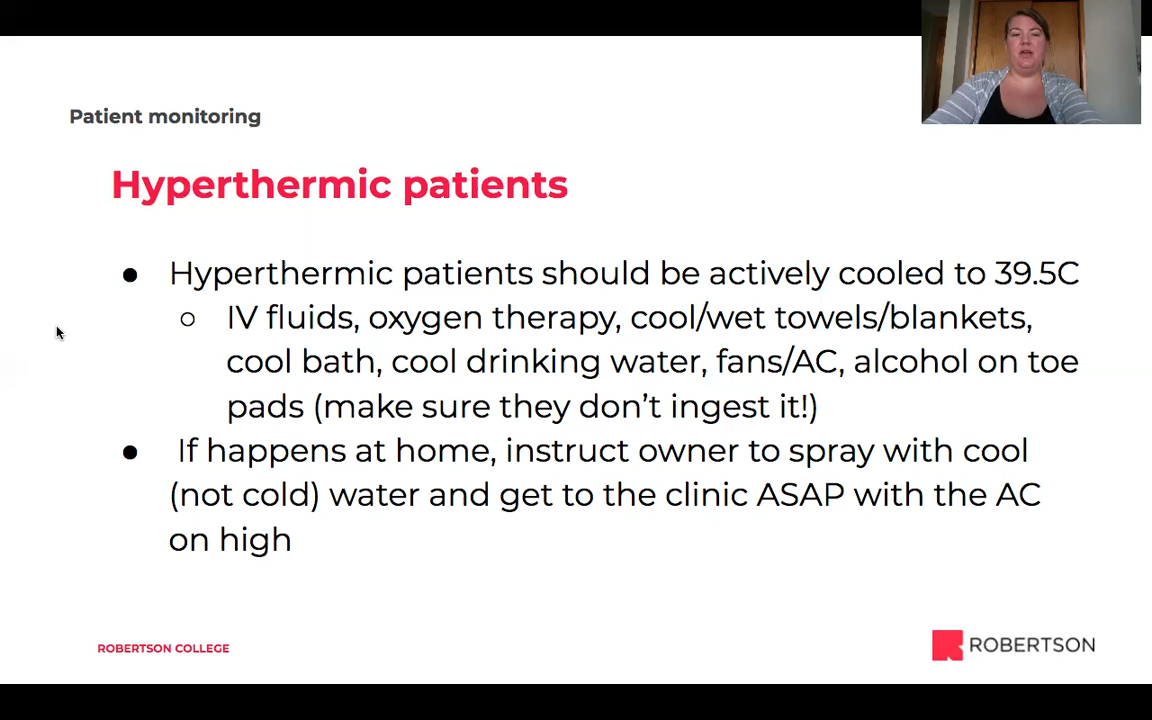 Patient monitoring
Hyperthermic patients
● Hyperthermic patients should be actively cooled to 39.5C
○ IV fluids, oxygen therapy, cool/wet towels/blankets,
cool bath, cool drinking water, fans/AC, alcohol on toe
pads (make sure they don't ingest it!)
● If happens at home, instruct owner to spray with cool
(not cold) water and get to the clinic ASAP with the AC
on high
ROBERTSON COLLEGE
ROBERTSON